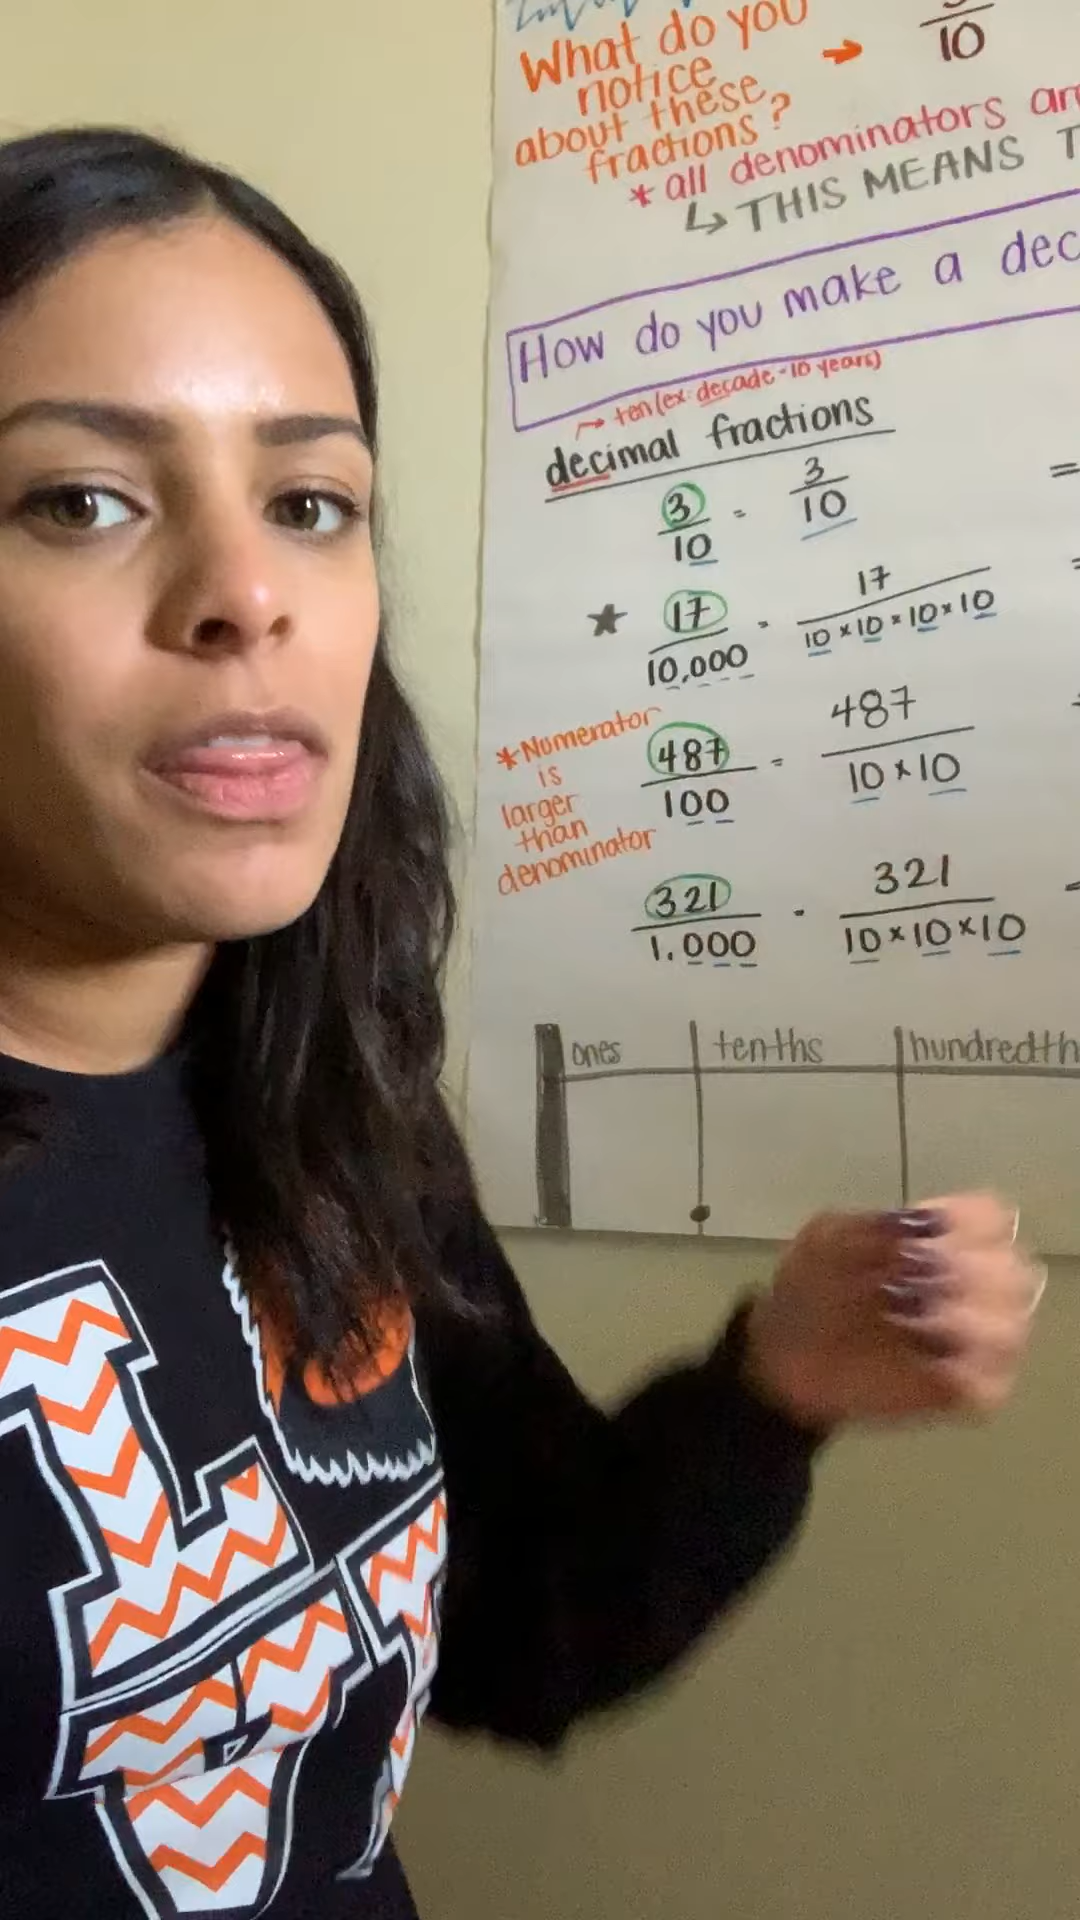 What do you
notice
about these
fractions?
→
10
* all denominators are
↳ THIS MEANS T
How do you make a dec
→ ten (ex: decade - 10 years)
decimal fractions
3/10 = 3/10 =
★ 17/10,000 = 17/10×10×10×10 =
*Numerator
is
larger
than
denominator
487/100 = 487/10×10
321/1,000 = 321/10×10×10
ones tenths hundredth